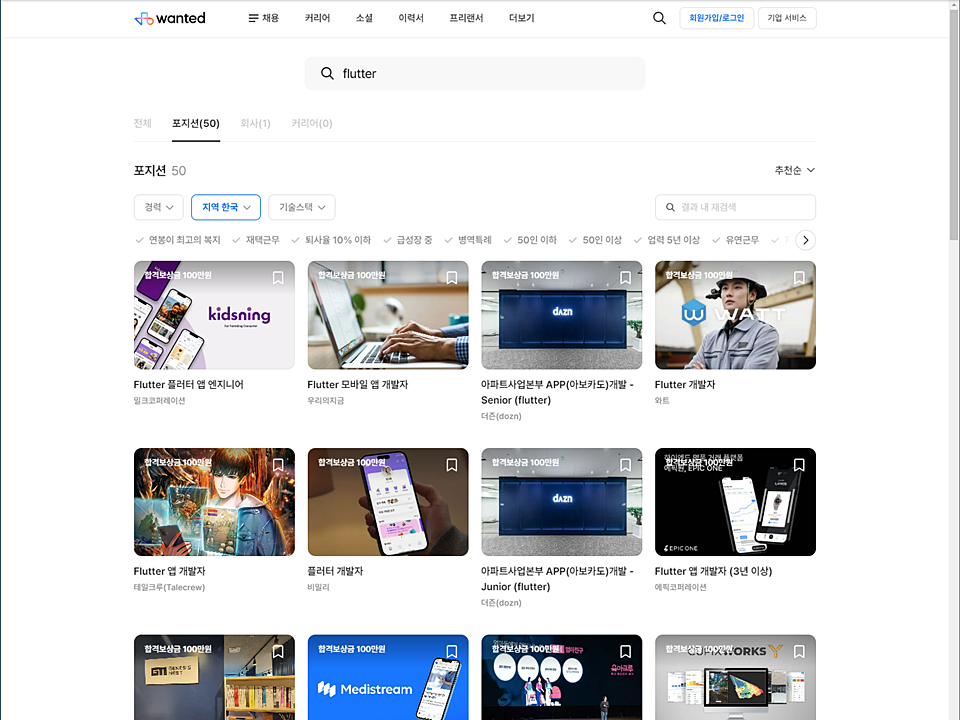 wanted
채용
커리어
소셜
이력서
프리랜서
더보기
회원가입/로그인
기업 서비스
flutter
전체
포지션(50)
회사(1)
커리어(0)
포지션 50
추천순
경력
지역 한국
기술스택
결과 내 재검색
연봉이 최고의 복지
재택근무
퇴사율 10% 이하
급성장 중
병역특례
50인 이하
50인 이상
업력 5년 이상
유연근무
합격보상금 100만원
kidsning
Flutter 플러터 앱 엔지니어
밀크코퍼레이션
합격보상금 100만원
Flutter 모바일 앱 개발자
우리의지금
합격보상금 100만원
dozn
아파트사업본부 APP(아보카도)개발 -
Senior (flutter)
더즌(dozn)
합격보상금 100만원
WATT
Flutter 개발자
와트
합격보상금 100만원
Flutter 앱 개발자
테일크루(Talecrew)
합격보상금 100만원
플러터 개발자
비밀리
합격보상금 100만원
dozn
아파트사업본부 APP(아보카도)개발 -
Junior (flutter)
더즌(dozn)
합격보상금 100만원
EPIC ONE
EPIC ONE
Flutter 앱 개발자 (3년 이상)
에픽코퍼레이션
합격보상금 100만원
GENESIS
NEST
합격보상금 100만원
Medistream
합격보상금 100만원
육아크루
합격보상금 100만원